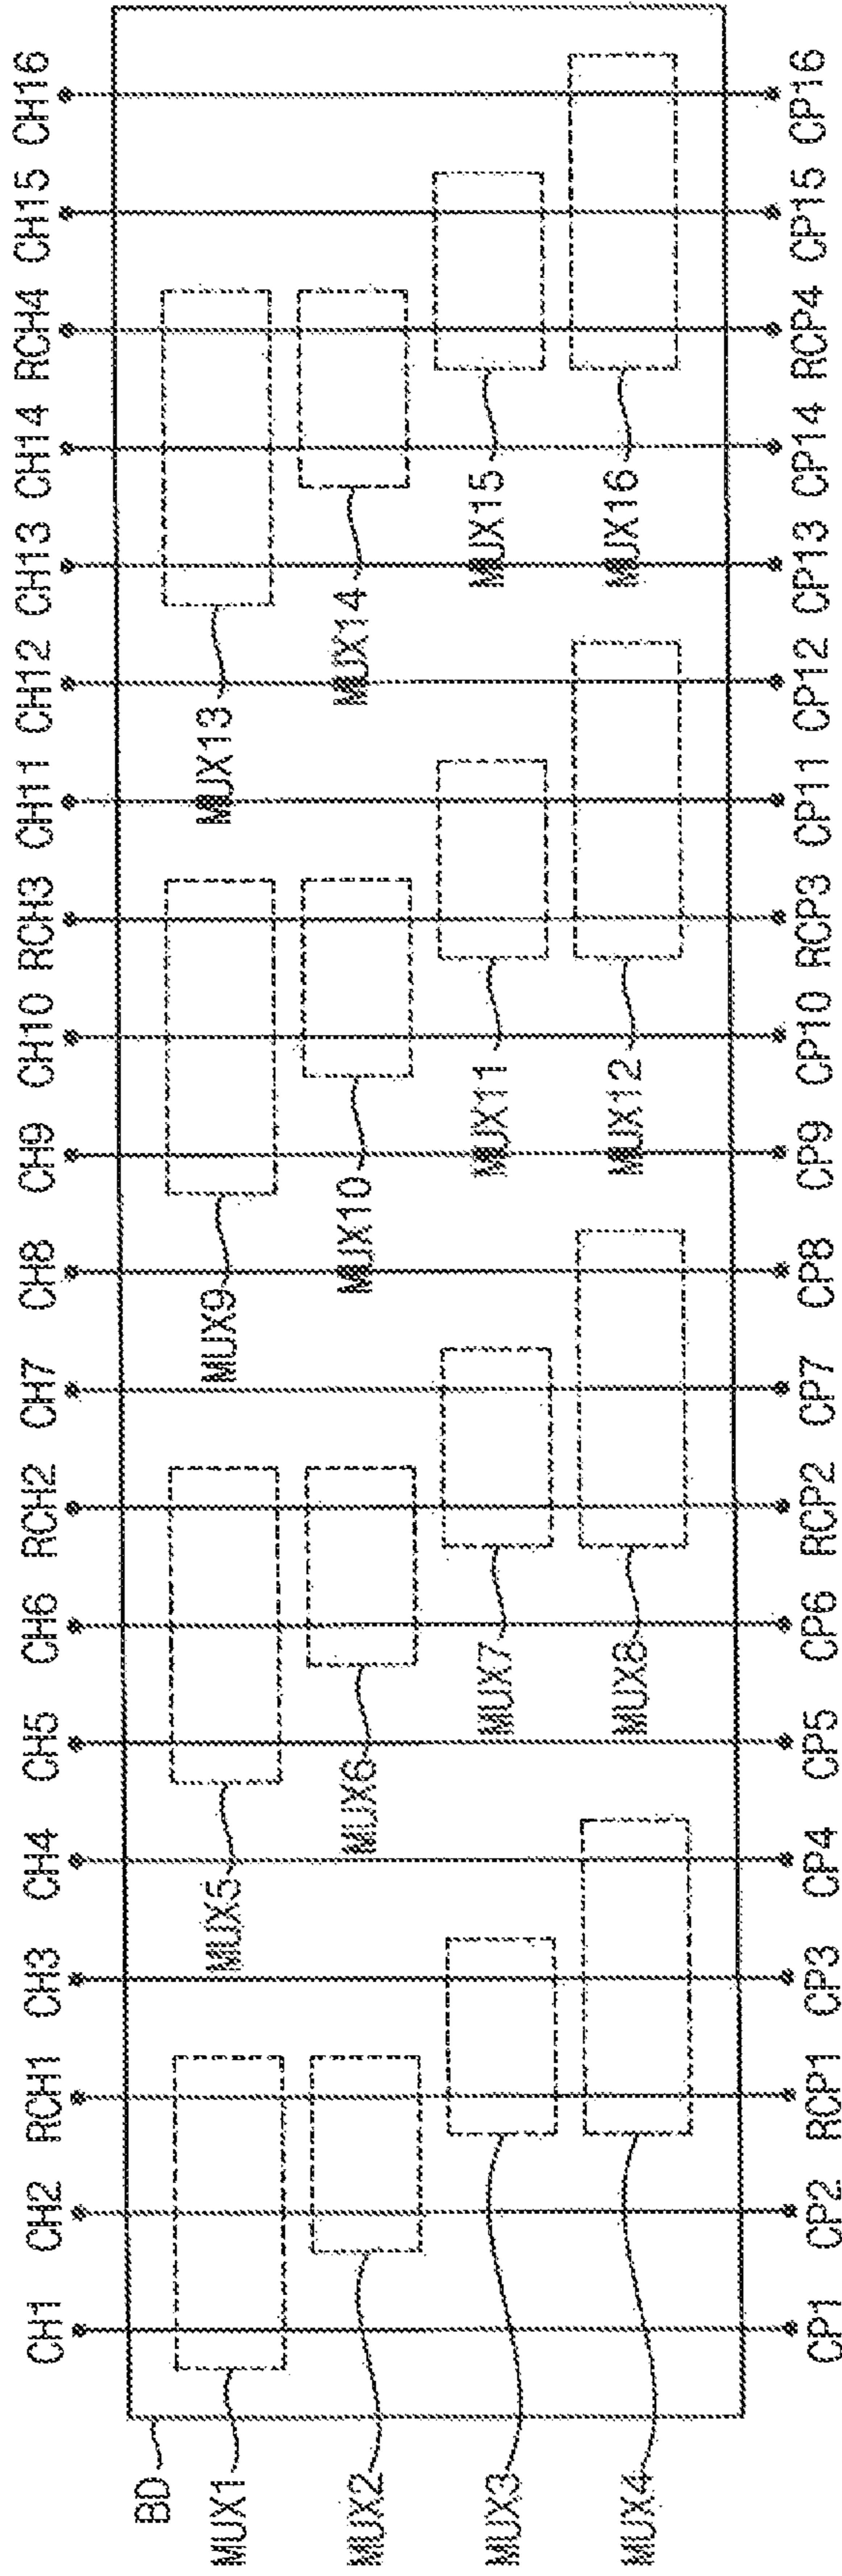 CH1 CH2 RCH1 CH3 CH4 CH5 CH6 RCH2 CH7 CH8 CH9 CH10 RCH3 CH11 CH12 CH13 CH14 RCH4 CH15 CH16
BD
MUX1 MUX5 MUX9 MUX13
MUX2 MUX6 MUX10 MUX14
MUX3 MUX7 MUX11 MUX15
MUX4 MUX8 MUX12 MUX16
CP1 CP2 RCP1 CP3 CP4 CP5 CP6 RCP2 CP7 CP8 CP9 CP10 RCP3 CP11 CP12 CP13 CP14 RCP4 CP15 CP16